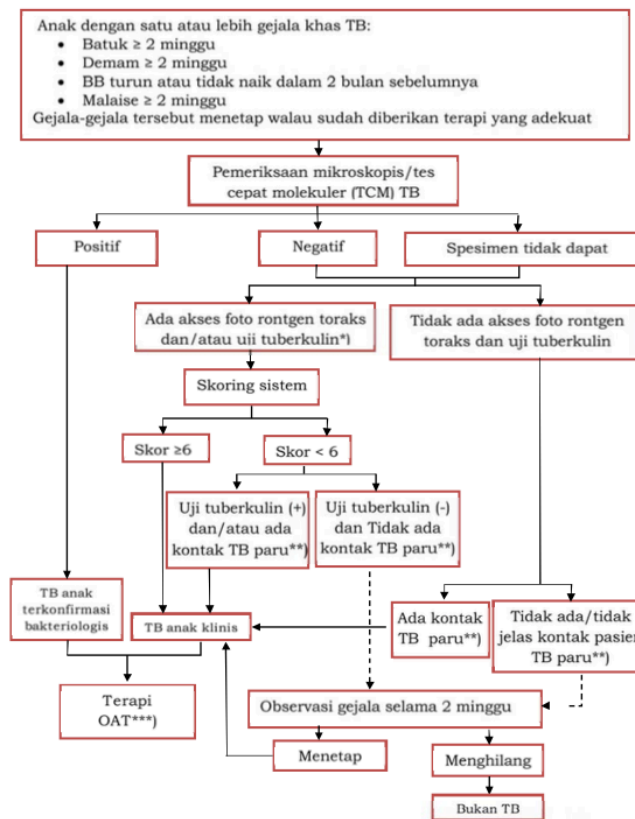 Anak dengan satu atau lebih gejala khas TB:
• Batuk ≥ 2 minggu
• Demam ≥ 2 minggu
• BB turun atau tidak naik dalam 2 bulan sebelumnya
• Malaise ≥ 2 minggu
Gejala-gejala tersebut menetap walau sudah diberikan terapi yang adekuat
Pemeriksaan mikroskopis/tes
cepat molekuler (TCM) TB
Positif
Negatif
Spesimen tidak dapat
Ada akses foto rontgen toraks
dan/atau uii tuberkulin*)
Tidak ada akses foto rontgen
toraks dan uji tuberkulin
Skoring sistem
Skor ≥6
Skor < 6
Uji tuberkulin (+)
dan/atau ada
kontak TB paru**)
Uji tuberkulin (-)
dan Tidak ada
kontak TB paru**)
TB anak
terkonfirmasi
bakteriologis
TB anak klinis
Ada kontak
TB paru**)
Tidak ada/tidak
jelas kontak pasien
TB paru**)
Terapi
OAT***)
Observasi gejala selama 2 minggu
Menetap
Menghilang
Bukan TB